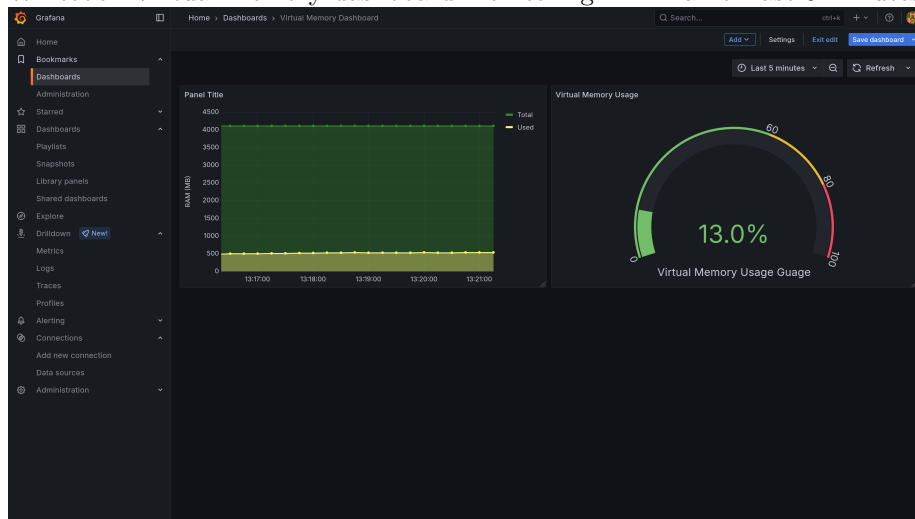 Grafana
Home › Dashboards › Virtual Memory Dashboard
Search...
ctrl+k
Add
Settings
Exit edit
Save dashboard
Last 5 minutes
Refresh
Home
Bookmarks
Dashboards
Administration
Starred
Dashboards
Playlists
Snapshots
Library panels
Shared dashboards
Explore
Drilldown New!
Metrics
Logs
Traces
Profiles
Alerting
Connections
Add new connection
Data sources
Administration
Panel Title
RAM (MB)
4500
4000
3500
3000
2500
2000
1500
1000
500
0
13:17:00 13:18:00 13:19:00 13:20:00 13:21:00
Total
Used
Virtual Memory Usage
0
60
80
100
13.0%
Virtual Memory Usage Guage